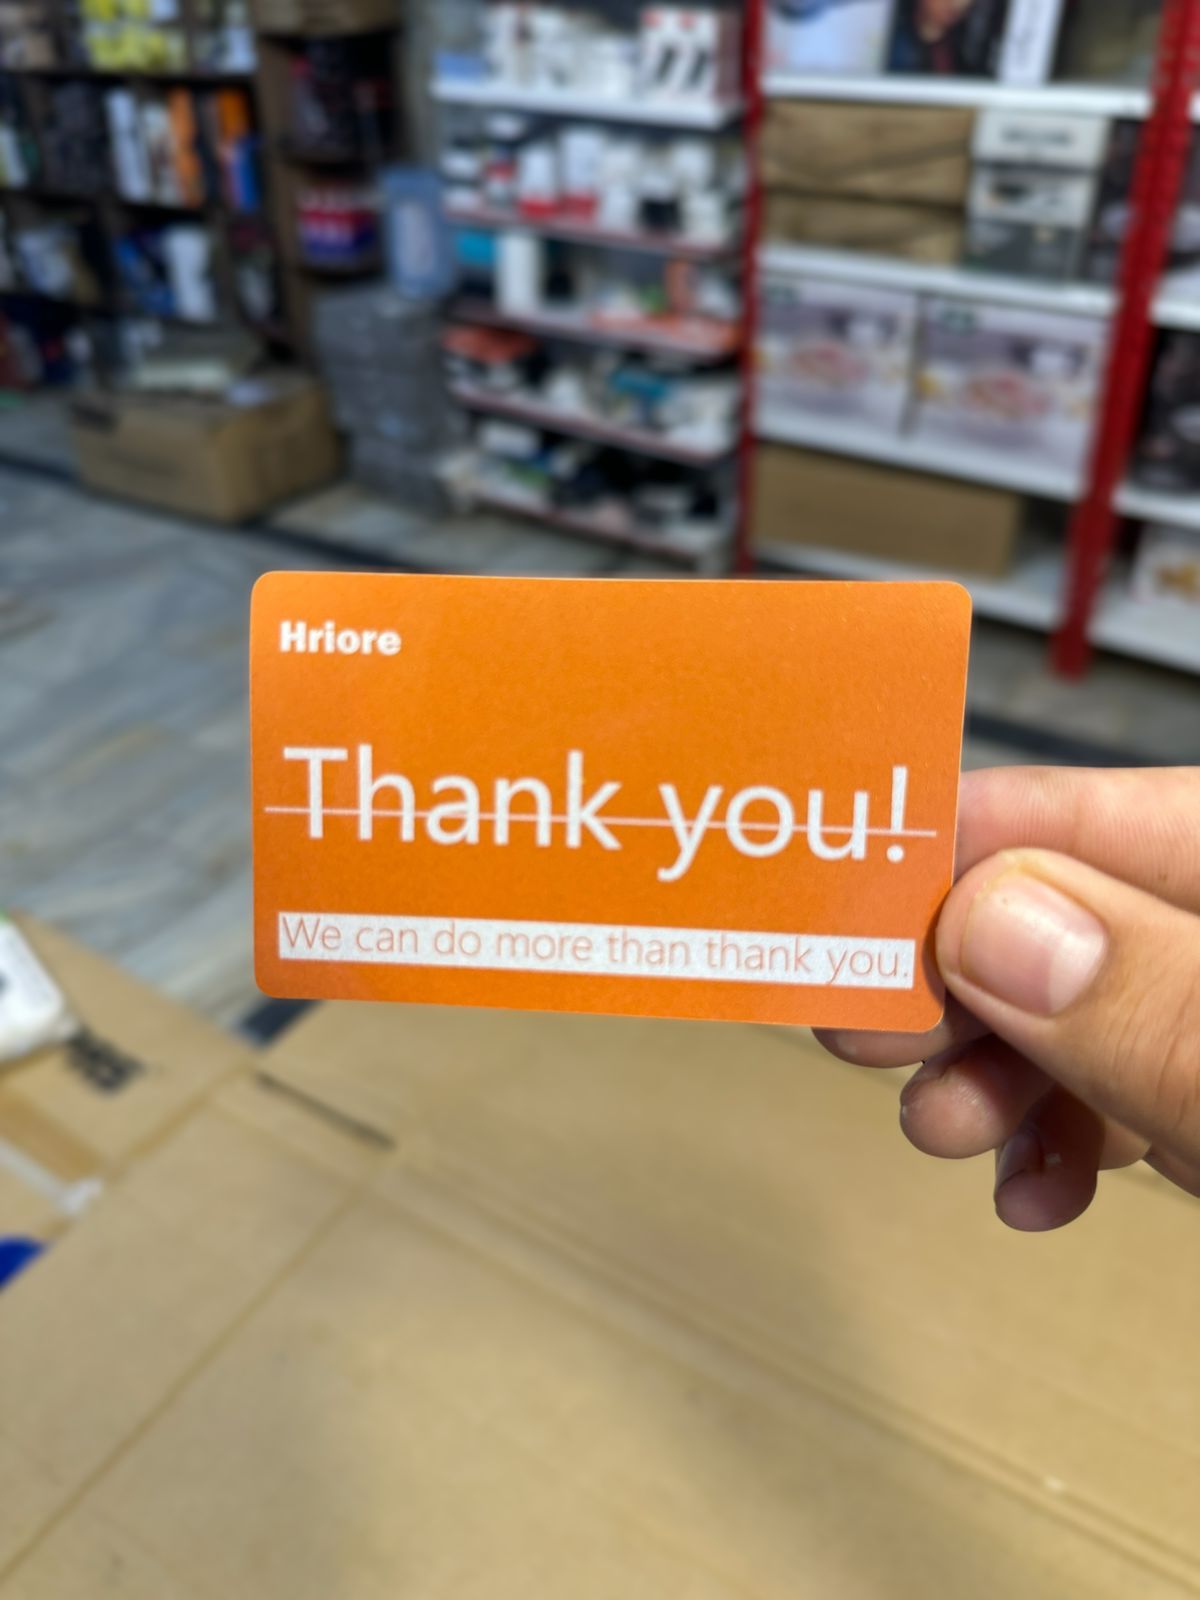 Hriore
Thank you!
We can do more than thank you.